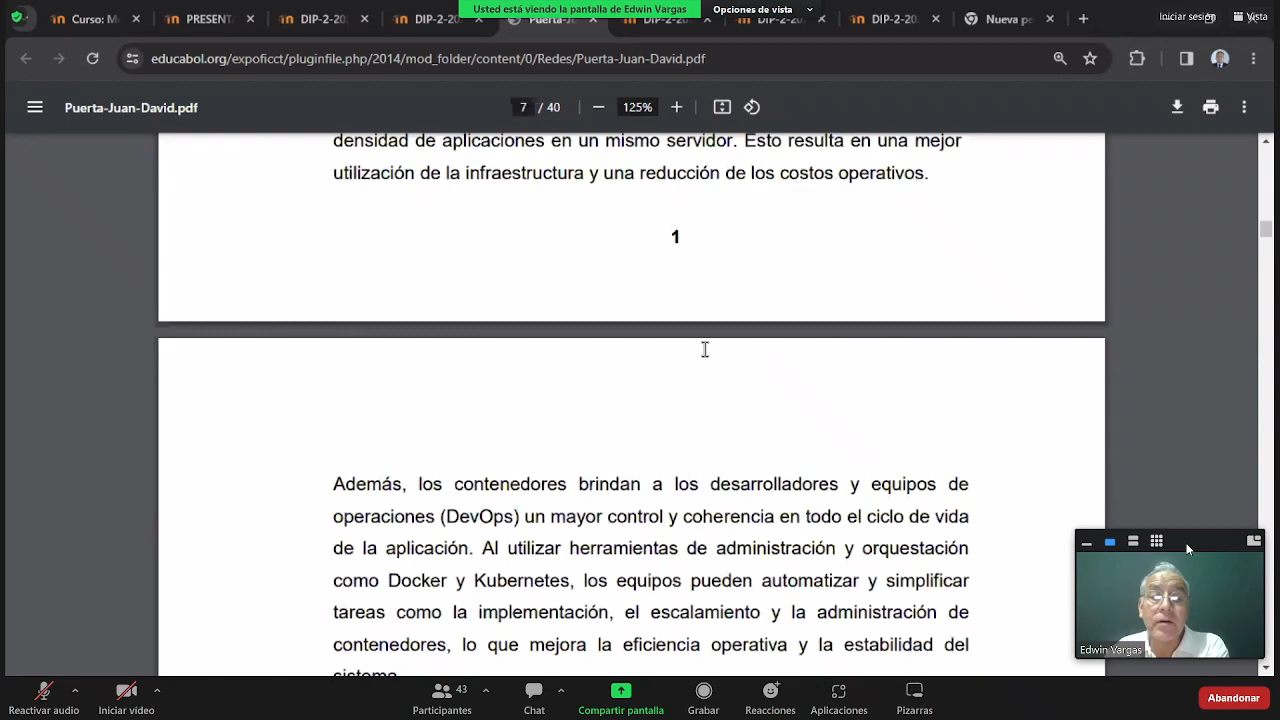 Usted está viendo la pantalla de Edwin Vargas
Opciones de vista
Curso: M
PRESENT
DIP-2-20
DIP-2-20
Puerta-Ju
DIP-2-20
DIP-2-20
DIP-2-20
Nueva pe
Iniciar sesión
Vista
educabol.org/expoficct/pluginfile.php/2014/mod_folder/content/0/Redes/Puerta-Juan-David.pdf
Puerta-Juan-David.pdf
7 / 40
125%
densidad de aplicaciones en un mismo servidor. Esto resulta en una mejor
utilización de la infraestructura y una reducción de los costos operativos.
1
Además, los contenedores brindan a los desarrolladores y equipos de
operaciones (DevOps) un mayor control y coherencia en todo el ciclo de vida
de la aplicación. Al utilizar herramientas de administración y orquestación
como Docker y Kubernetes, los equipos pueden automatizar y simplificar
tareas como la implementación, el escalamiento y la administración de
contenedores, lo que mejora la eficiencia operativa y la estabilidad del
sistema.
Edwin Vargas
Reactivar audio
Iniciar video
Participantes
43
Chat
Compartir pantalla
Grabar
Reacciones
Aplicaciones
Pizarras
Abandonar